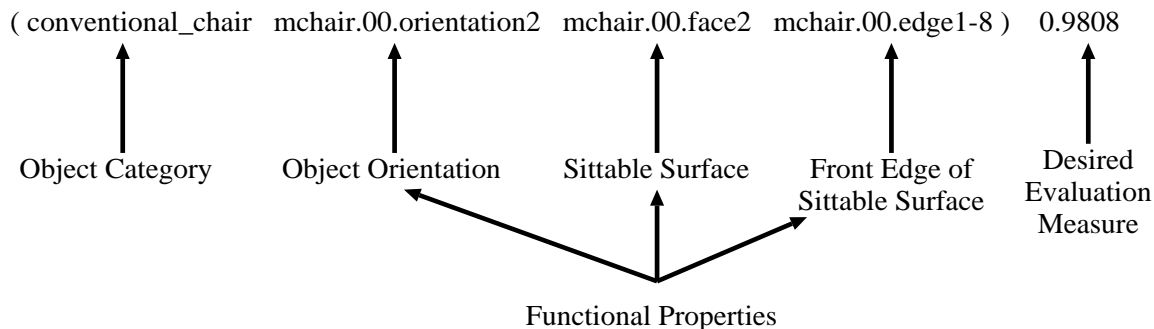 ( conventional_chair mchair.00.orientation2 mchair.00.face2 mchair.00.edge1-8 ) 0.9808
Object Category
Object Orientation
Sittable Surface
Front Edge of
Sittable Surface
Desired
Evaluation
Measure
Functional Properties